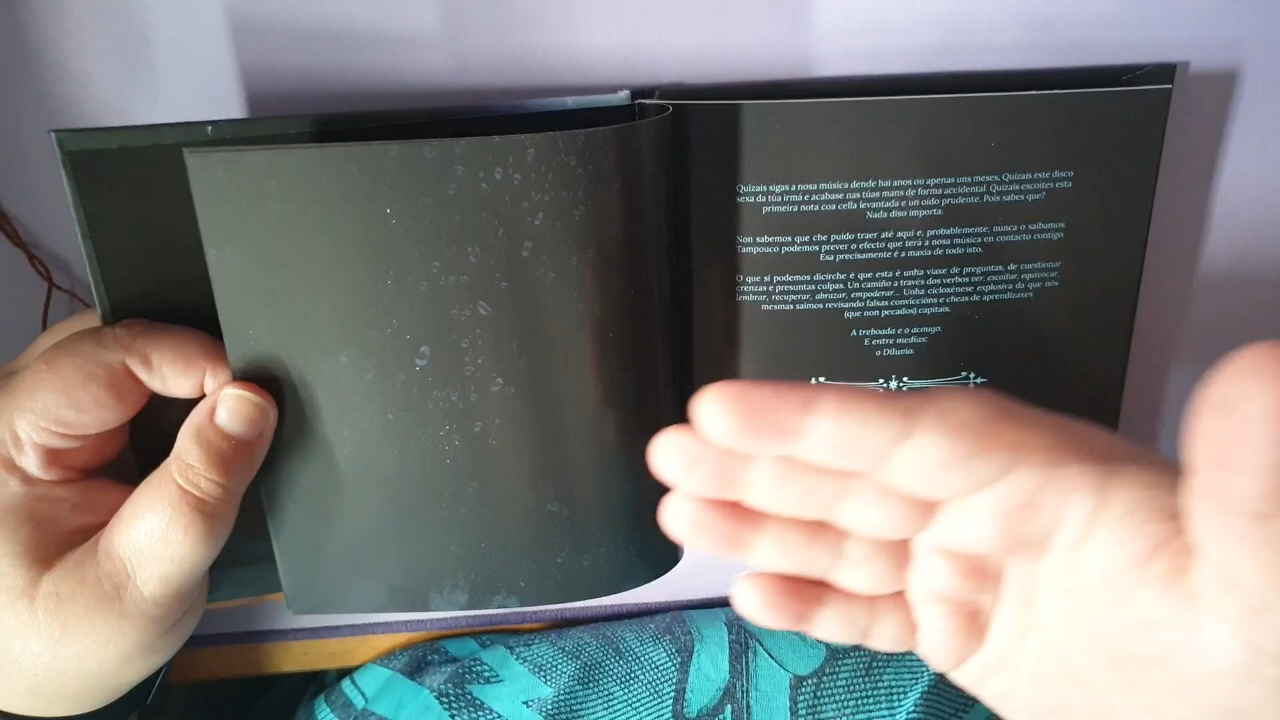 Quizais sigas a nosa música dende hai anos ou apenas uns meses. Quizais este disco
sexa da túa irmá e acabase nas túas mans de forma accidental. Quizais escoites esta
primeira nota coa cella levantada e un oído prudente. Pois sabes que?
Nada diso importa.
Non sabemos que che puido traer até aquí e, probablemente, nunca o saibamos.
Tampouco podemos prever o efecto que terá a nosa música en contacto contigo.
Esa precisamente é a maxia de todo isto.
O que si podemos dicirche é que esta é unha viaxe de preguntas, de cuestionar
crenzas e presuntas culpas. Un camiño a través dos verbos ver, escoitar, equivocar,
lembrar, recuperar, abrazar, empoderar... Unha cicloxénese explosiva da que nós
mesmas saímos revisando falsas conviccións e cheas de aprendizaxes
(que non pecados) capitais.
A treboada e o acougo.
E entre medias:
o Diluvio.